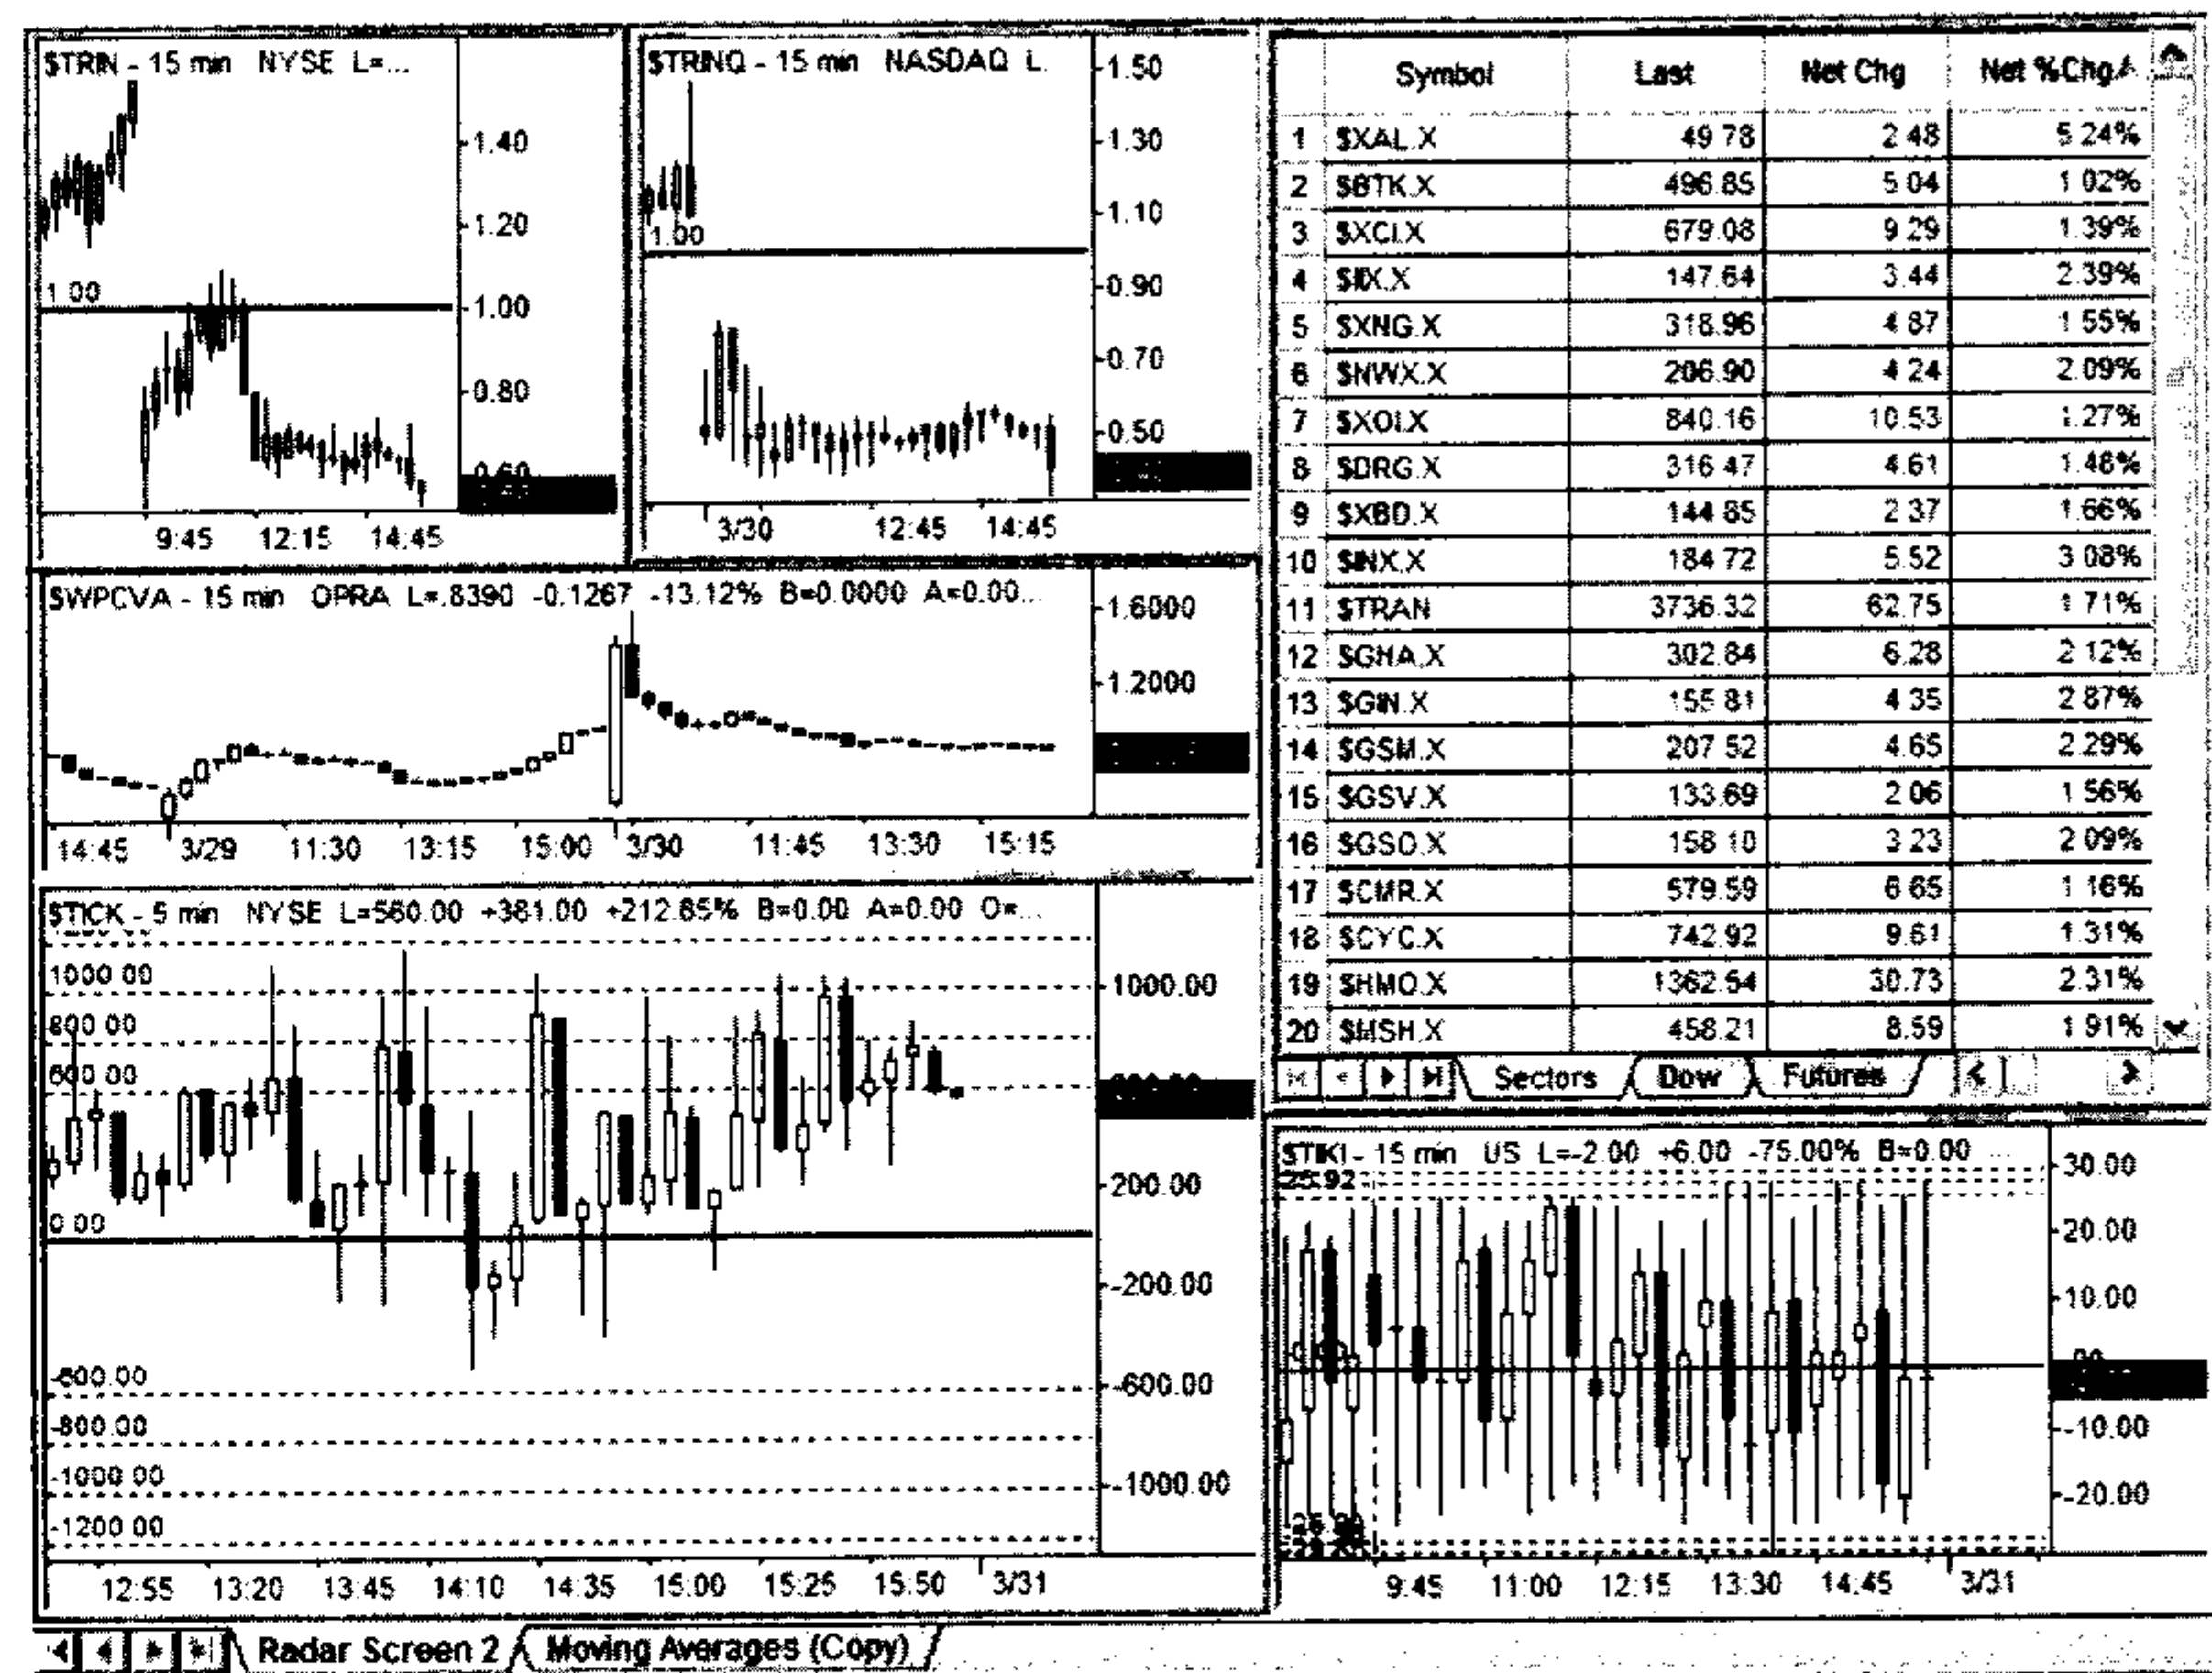 $TRIN - 15 min NYSE L=...
1.40
1.20
1.00
1.00
0.80
0.60
9:45 12:15 14:45
$TRINQ - 15 min NASDAQ L.
1.50
1.30
1.10
1.00
0.90
0.70
0.50
3/30 12:45 14:45
$WPCVA - 15 min OPRA L=.8390 -0.1267 -13.12% B=0.0000 A=0.00...
1.6000
1.2000
14:45 3/29 11:30 13:15 15:00 3/30 11:45 13:30 15:15
$TICK - 5 min NYSE L=560.00 +381.00 +212.85% B=0.00 A=0.00 O=...
1000.00
1000.00
800.00
600.00
200.00
0.00
-200.00
-600.00
-600.00
-800.00
-1000.00
-1000.00
-1200.00
12:55 13:20 13:45 14:10 14:35 15:00 15:25 15:50 3/31
Symbol Last Net Chg Net %Chg
1 $XAL.X 49.78 2.48 5.24%
2 $BTK.X 496.85 5.04 1.02%
3 $XCI.X 679.08 9.29 1.39%
4 $IIX.X 147.64 3.44 2.39%
5 $XNG.X 318.96 4.87 1.55%
6 $NWX.X 206.90 4.24 2.09%
7 $XOI.X 840.16 10.53 1.27%
8 $DRG.X 316.47 4.61 1.48%
9 $XBD.X 144.85 2.37 1.66%
10 $INX.X 184.72 5.52 3.08%
11 $TRAN 3736.32 62.75 1.71%
12 $GHA.X 302.84 6.28 2.12%
13 $GIN.X 155.81 4.35 2.87%
14 $GSM.X 207.52 4.65 2.29%
15 $GSV.X 133.69 2.06 1.56%
16 $GSO.X 158.10 3.23 2.09%
17 $CMR.X 579.59 6.65 1.16%
18 $CYC.X 742.92 9.61 1.31%
19 $HMO.X 1362.54 30.73 2.31%
20 $MSH.X 458.21 8.59 1.91%
Sectors Dow Futures
$TIKI - 15 min US L=-2.00 +6.00 -75.00% B=0.00 ...
25.92
30.00
20.00
10.00
-10.00
-20.00
9:45 11:00 12:15 13:30 14:45 3/31
Radar Screen 2 Moving Averages (Copy)